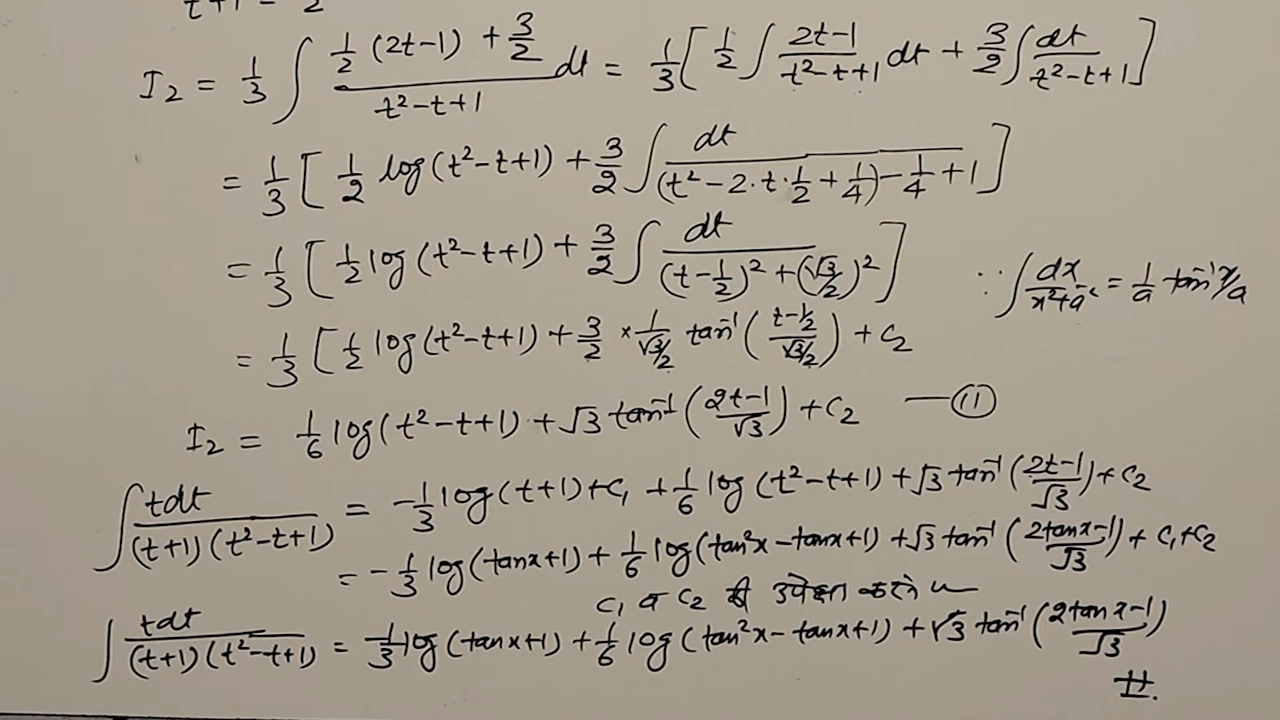 t+1 = 2
I₂ = 1/3 ∫ (1/2 (2t-1) + 3/2)/(t²-t+1) dt = 1/3 [ 1/2 ∫ (2t-1)/(t²-t+1) dt + 3/2 ∫ dt/(t²-t+1) ]
= 1/3 [ 1/2 log(t²-t+1) + 3/2 ∫ dt/((t²-2·t·1/2+1/4)-1/4+1) ]
= 1/3 [ 1/2 log(t²-t+1) + 3/2 ∫ dt/((t-1/2)²+(√3/2)²) ] ∵ ∫ dx/(x²+a²) = 1/a tan⁻¹ x/a
= 1/3 [ 1/2 log(t²-t+1) + 3/2 × 1/(√3/2) tan⁻¹ ((t-1/2)/(√3/2)) + C₂
I₂ = 1/6 log(t²-t+1) + √3 tan⁻¹ ((2t-1)/√3) + C₂ — (11)
∫ tdt/((t+1)(t²-t+1)) = -1/3 log(t+1) + C₁ + 1/6 log(t²-t+1) + √3 tan⁻¹ ((2t-1)/√3) + C₂
= -1/3 log(tanx+1) + 1/6 log(tan²x-tanx+1) + √3 tan⁻¹ ((2tanx-1)/√3) + C₁+C₂
C₁ व C₂ की उपेक्षा करने
∫ tdt/((t+1)(t²-t+1)) = -1/3 log(tanx+1) + 1/6 log(tan²x-tanx+1) + √3 tan⁻¹ ((2tanx-1)/√3)